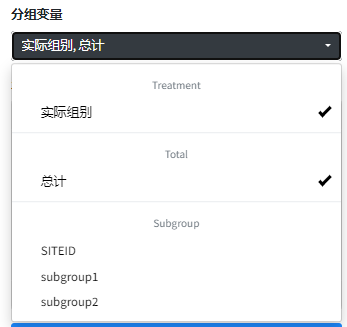 分组变量
实际组别, 总计
Treatment
实际组别
Total
总计
Subgroup
SITEID
subgroup1
subgroup2